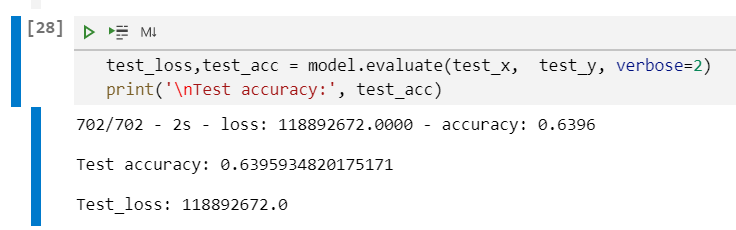 [28]
M↓
test_loss,test_acc = model.evaluate(test_x,  test_y, verbose=2)
print('\nTest accuracy:', test_acc)
702/702 - 2s - loss: 118892672.0000 - accuracy: 0.6396
Test accuracy: 0.6395934820175171
Test_loss: 118892672.0